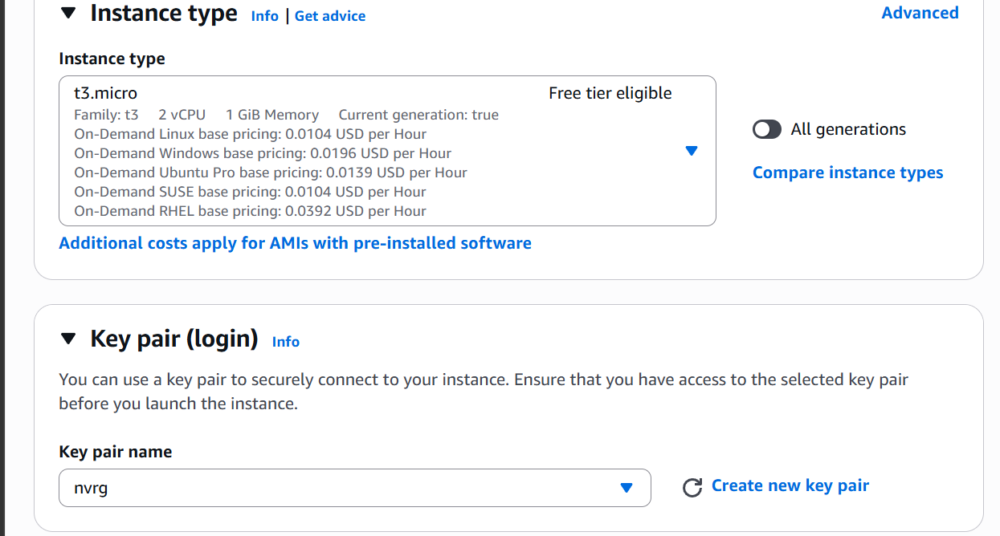 Instance type Info | Get advice Advanced
Instance type
t3.micro Free tier eligible
Family: t3 2 vCPU 1 GiB Memory Current generation: true
On-Demand Linux base pricing: 0.0104 USD per Hour
On-Demand Windows base pricing: 0.0196 USD per Hour
On-Demand Ubuntu Pro base pricing: 0.0139 USD per Hour
On-Demand SUSE base pricing: 0.0104 USD per Hour
On-Demand RHEL base pricing: 0.0392 USD per Hour
All generations
Compare instance types
Additional costs apply for AMIs with pre-installed software
Key pair (login) Info
You can use a key pair to securely connect to your instance. Ensure that you have access to the selected key pair
before you launch the instance.
Key pair name
nvrg
Create new key pair